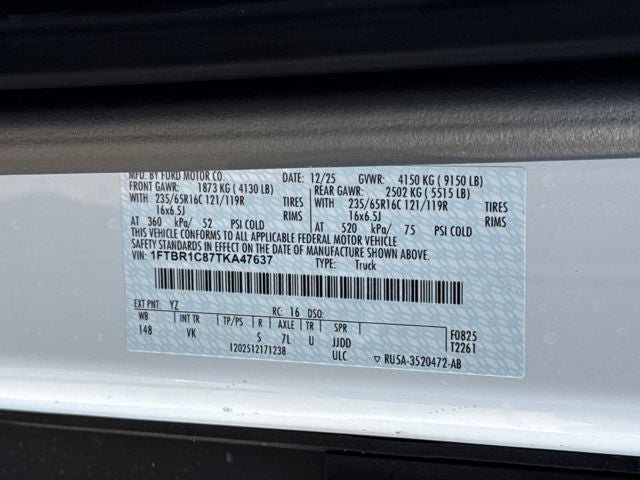 MFD. BY FORD MOTOR CO. DATE: 12/25 GVWR: 4150 KG ( 9150 LB)
FRONT GAWR: 1873 KG ( 4130 LB) REAR GAWR: 2502 KG ( 5515 LB)
WITH 235/65R16C 121/119R TIRES WITH 235/65R16C 121/119R TIRES
16x6.5J RIMS 16x6.5J RIMS
AT 360 kPa/ 52 PSI COLD AT 520 kPa/ 75 PSI COLD
THIS VEHICLE CONFORMS TO ALL APPLICABLE FEDERAL MOTOR VEHICLE
SAFETY STANDARDS IN EFFECT ON THE DATE OF MANUFACTURE SHOWN ABOVE.
VIN: 1FTBR1C87TKA47637 TYPE: Truck
EXT PNT: YZ RC: 16 DSO:
WB INT TR TP/PS R AXLE TR SPR F0825
148 VK S 7L U JJDD T2261
1202512171238 ULC RU5A-3520472-AB